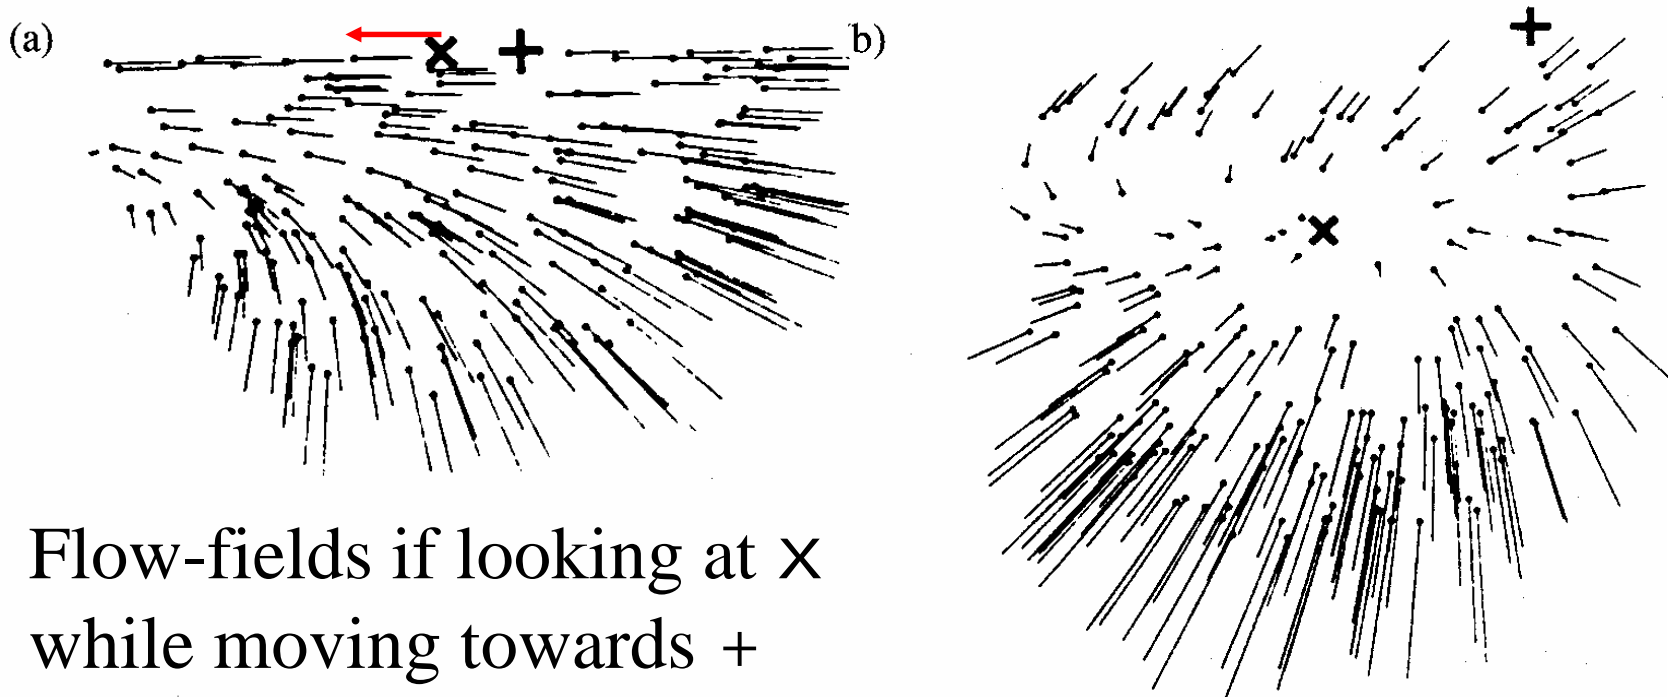 (a)
b)
Flow-fields if looking at ×
while moving towards +